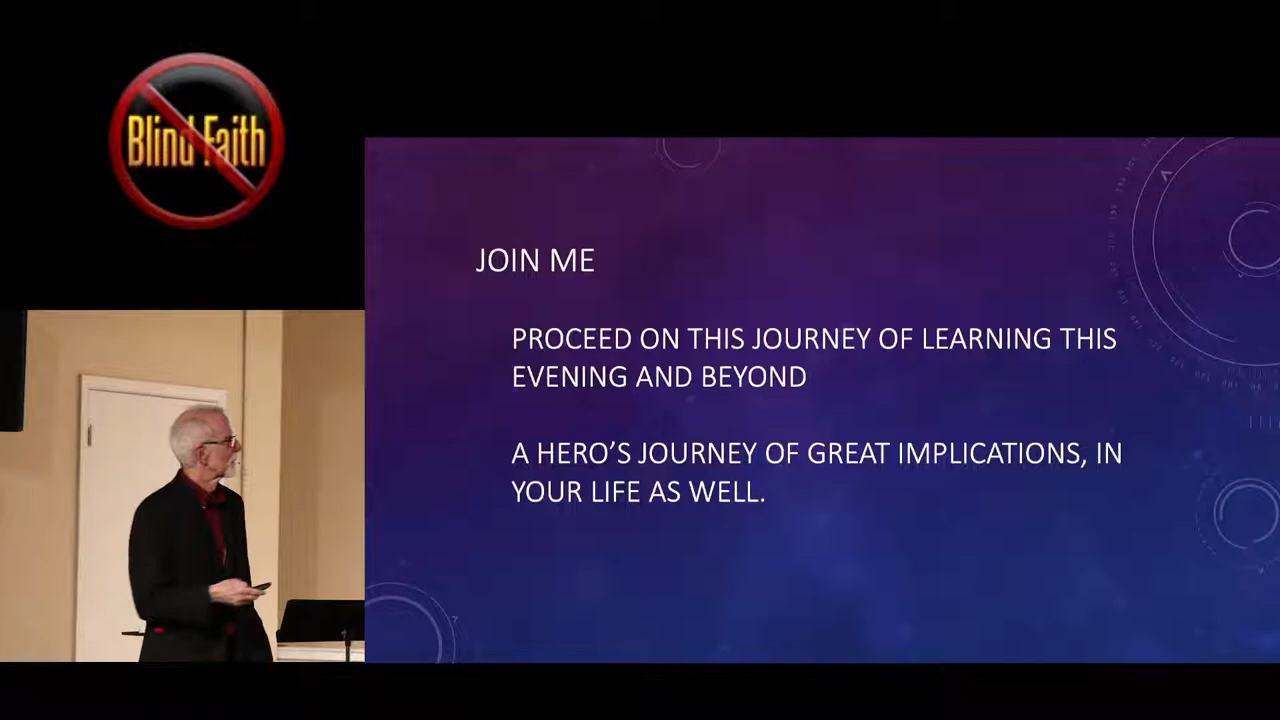 Blind Faith
JOIN ME
PROCEED ON THIS JOURNEY OF LEARNING THIS
EVENING AND BEYOND
A HERO’S JOURNEY OF GREAT IMPLICATIONS, IN
YOUR LIFE AS WELL.